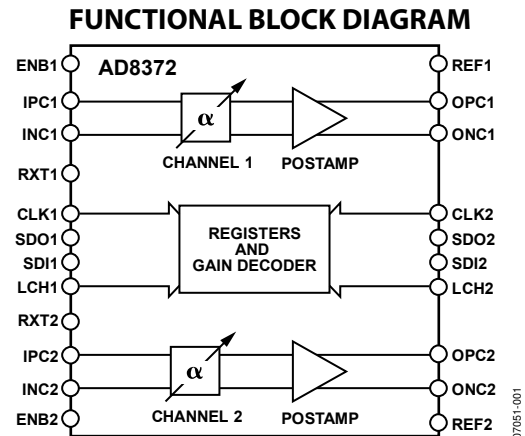 FUNCTIONAL BLOCK DIAGRAM
ENB1
AD8372
REF1
IPC1
OPC1
α
INC1
ONC1
CHANNEL 1
POSTAMP
RXT1
CLK1
CLK2
REGISTERS
AND
GAIN DECODER
SDO1
SDO2
SDI1
SDI2
LCH1
LCH2
RXT2
IPC2
OPC2
α
INC2
ONC2
CHANNEL 2
POSTAMP
ENB2
REF2
07051-001